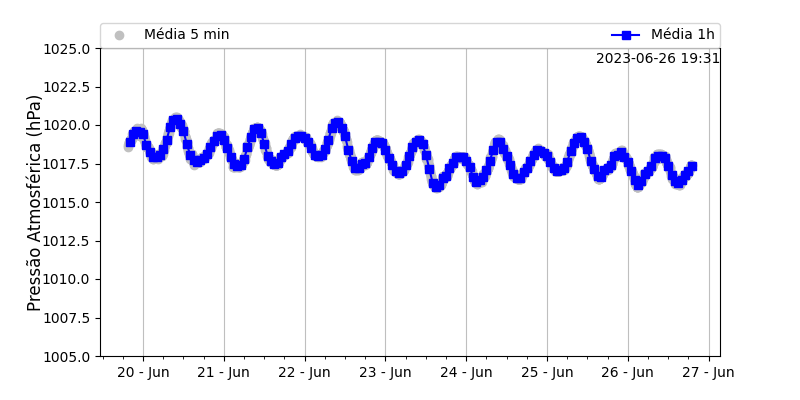 Média 5 min
Média 1h
2023-06-26 19:31
Pressão Atmosférica (hPa)
1025.0
1022.5
1020.0
1017.5
1015.0
1012.5
1010.0
1007.5
1005.0
20 - Jun
21 - Jun
22 - Jun
23 - Jun
24 - Jun
25 - Jun
26 - Jun
27 - Jun